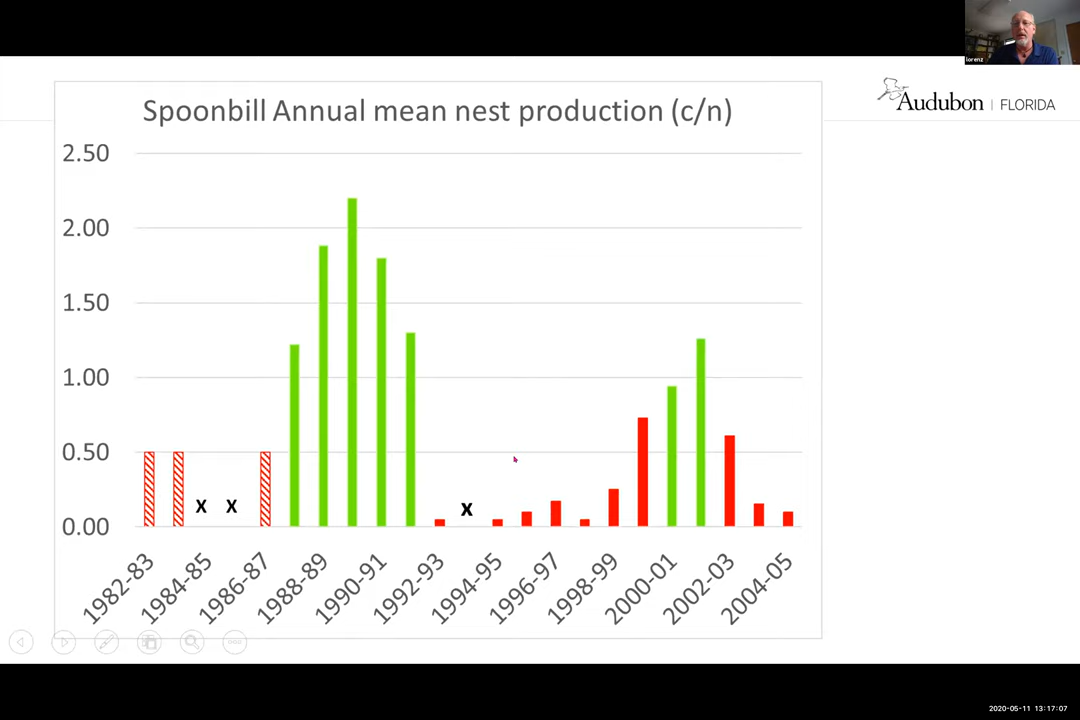 lorenz
Audubon | FLORIDA
Spoonbill Annual mean nest production (c/n)
2.50
2.00
1.50
1.00
0.50
0.00
x x x
1982-83 1984-85 1986-87 1988-89 1990-91 1992-93 1994-95 1996-97 1998-99 2000-01 2002-03 2004-05
2020-05-11 13:17:07